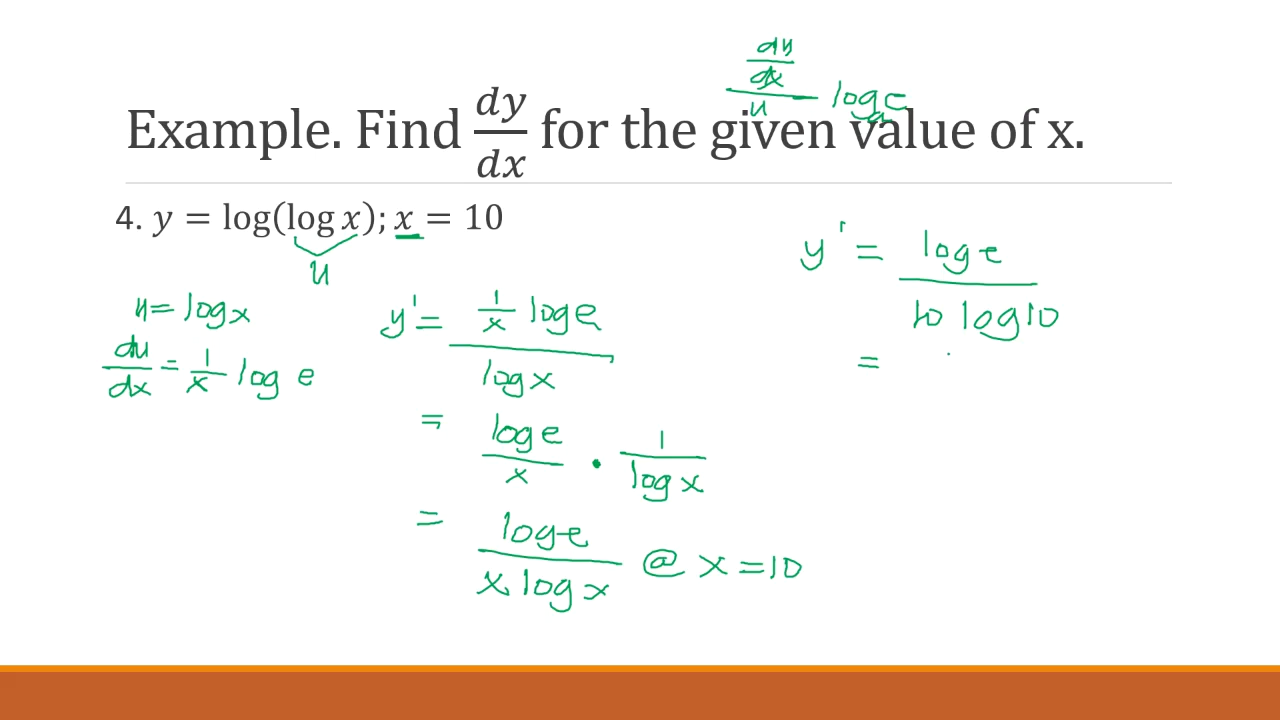 dy/dx / u log_a e
Example. Find dy/dx for the given value of x.
4. y = log(log x); x = 10
u
u = log x
du/dx = 1/x log e
y' = (1/x log e) / (log x)
= log e / x · 1 / log x
= log e / (x log x) @ x = 10
y' = log e / (10 log 10)
=